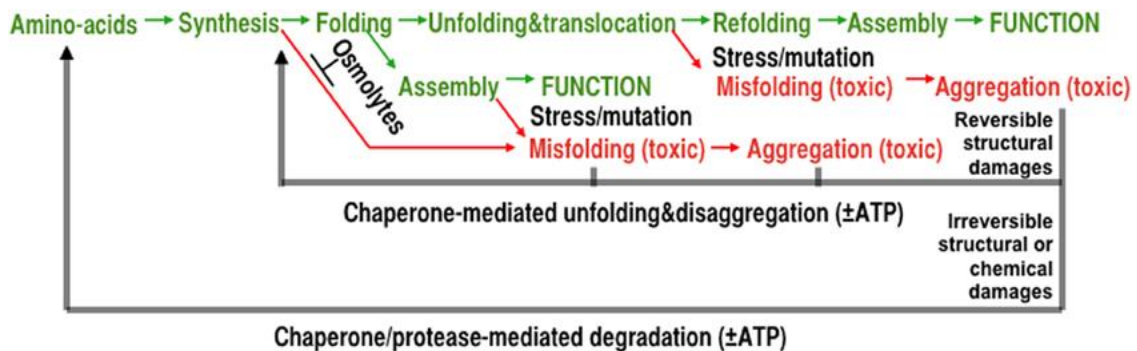 Amino-acids Synthesis Folding Unfolding&translocation Refolding Assembly FUNCTION
Osmolytes
Stress/mutation
Assembly FUNCTION
Misfolding (toxic) Aggregation (toxic)
Stress/mutation
Misfolding (toxic) Aggregation (toxic)
Reversible
structural
damages
Chaperone-mediated unfolding&disaggregation (±ATP)
Irreversible
structural or
chemical
damages
Chaperone/protease-mediated degradation (±ATP)